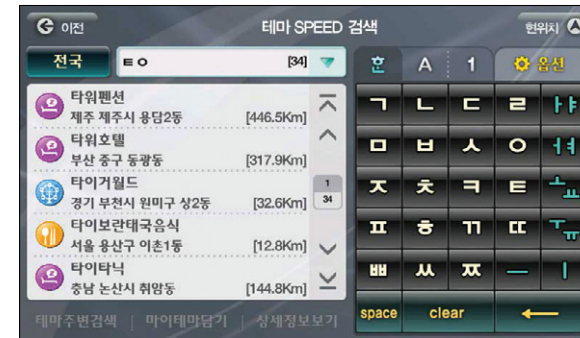 이전 테마 SPEED 검색 현위치
전국 ㅌㅇ [34] 한 A 1 옵션
타워펜션
제주 제주시 용담2동 [446.5Km]
타워호텔
부산 중구 동광동 [317.9Km]
타이거월드
경기 부천시 원미구 상2동 [32.6Km]
타이보란태국음식
서울 용산구 이촌1동 [12.8Km]
타이타닉
충남 논산시 취암동 [144.8Km]
1
34
ㄱ ㄴ ㄷ ㄹ ㅑㅏ
ㅁ ㅂ ㅅ ㅇ ㅕㅓ
ㅈ ㅊ ㅋ ㅌ ㅗㅛ
ㅍ ㅎ ㄲ ㄸ ㅜㅠ
ㅃ ㅆ ㅉ ㅡ ㅣ
space clear
테마주변검색 | 마이테마담기 | 상세정보보기